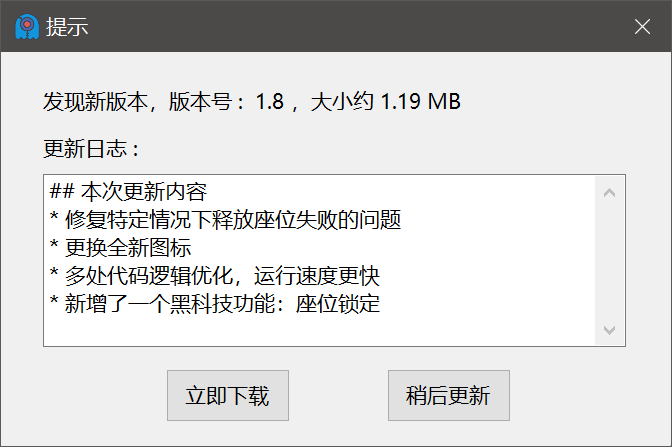 提示
发现新版本，版本号：1.8 ，大小约 1.19 MB
更新日志：
## 本次更新内容
* 修复特定情况下释放座位失败的问题
* 更换全新图标
* 多处代码逻辑优化，运行速度更快
* 新增了一个黑科技功能：座位锁定
立即下载
稍后更新